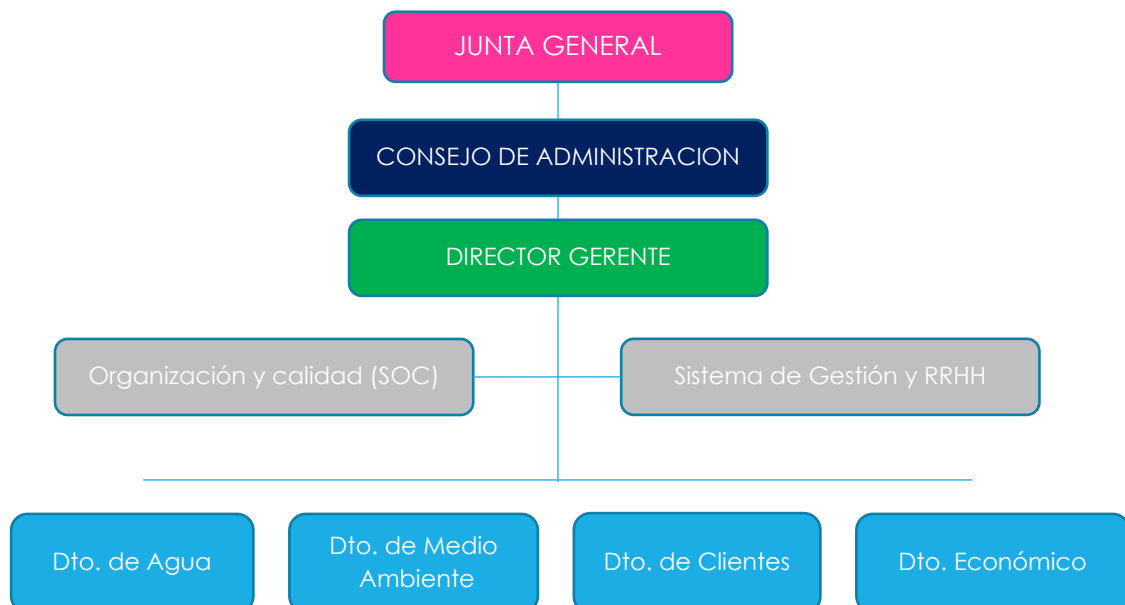 JUNTA GENERAL
CONSEJO DE ADMINISTRACION
DIRECTOR GERENTE
Organización y calidad (SOC)
Sistema de Gestión y RRHH
Dto. de Agua
Dto. de Medio
Ambiente
Dto. de Clientes
Dto. Económico